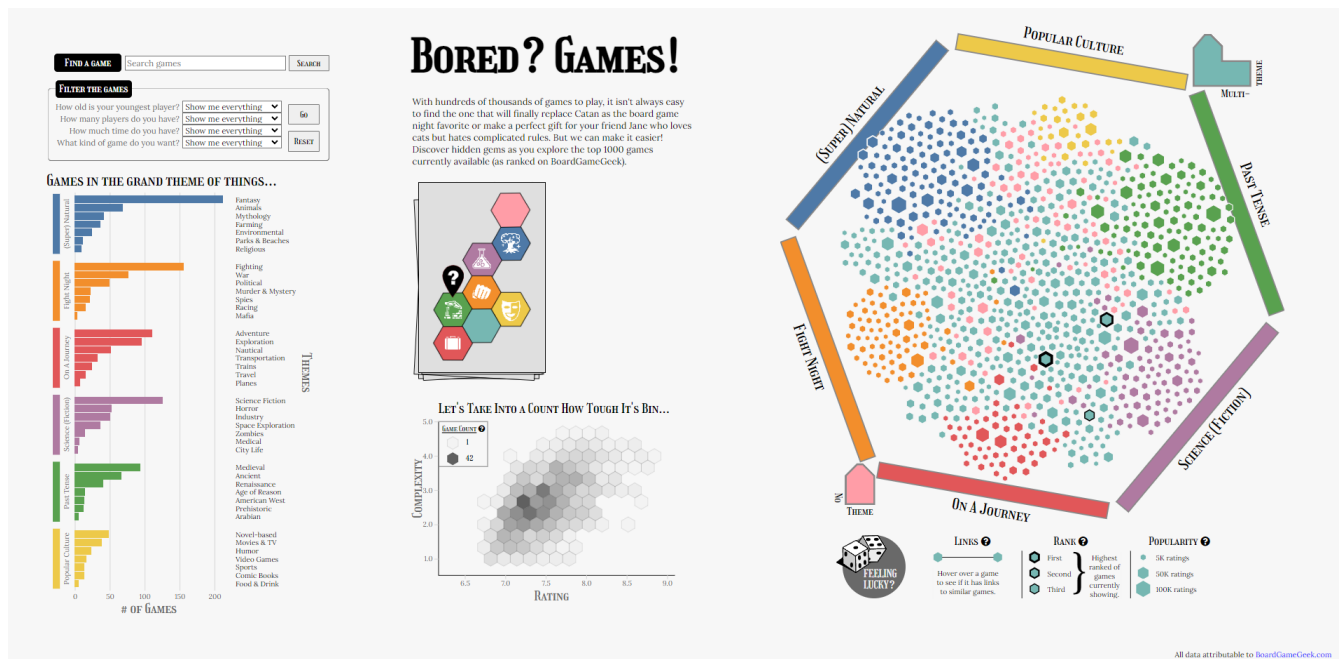 FIND A GAME
Search games
SEARCH
FILTER THE GAMES
How old is your youngest player? Show me everything
How many players do you have? Show me everything
How much time do you have? Show me everything
What kind of game do you want? Show me everything
GO
RESET
GAMES IN THE GRAND THEME OF THINGS...
(Super) Natural
Fantasy
Animals
Mythology
Farming
Environmental
Parks & Beaches
Religious
Fight Night
Fighting
War
Political
Murder & Mystery
Spies
Racing
Mafia
On A Journey
Adventure
Exploration
Nautical
Transportation
Trains
Travel
Planes
Science (Fiction)
Science Fiction
Horror
Industry
Space Exploration
Zombies
Medical
City Life
Past Tense
Medieval
Ancient
Renaissance
Age of Reason
American West
Prehistoric
Arabian
Popular Culture
Novel-based
Movies & TV
Humor
Video Games
Sports
Comic Books
Food & Drink
THEMES
0 50 100 150 200
# OF GAMES
BORED? GAMES!
With hundreds of thousands of games to play, it isn't always easy
to find the one that will finally replace Catan as the board game
night favorite or make a perfect gift for your friend Jane who loves
cats but hates complicated rules. But we can make it easier!
Discover hidden gems as you explore the top 1000 games
currently available (as ranked on BoardGameGeek).
?
LET'S TAKE INTO A COUNT HOW TOUGH IT'S BIN...
GAME COUNT ?
1
42
COMPLEXITY
5.0
4.0
3.0
2.0
1.0
6.5 7.0 7.5 8.0 8.5 9.0
RATING
POPULAR CULTURE
(SUPER) NATURAL
MULTI-
THEME
PAST TENSE
FIGHT NIGHT
SCIENCE (FICTION)
NO
THEME
ON A JOURNEY
FEELING
LUCKY?
LINKS ?
Hover over a game
to see if it has links
to similar games.
RANK ?
First
Second
Third
Highest
ranked of
games
currently
showing.
POPULARITY ?
5K ratings
50K ratings
100K ratings
All data attributable to BoardGameGeek.com